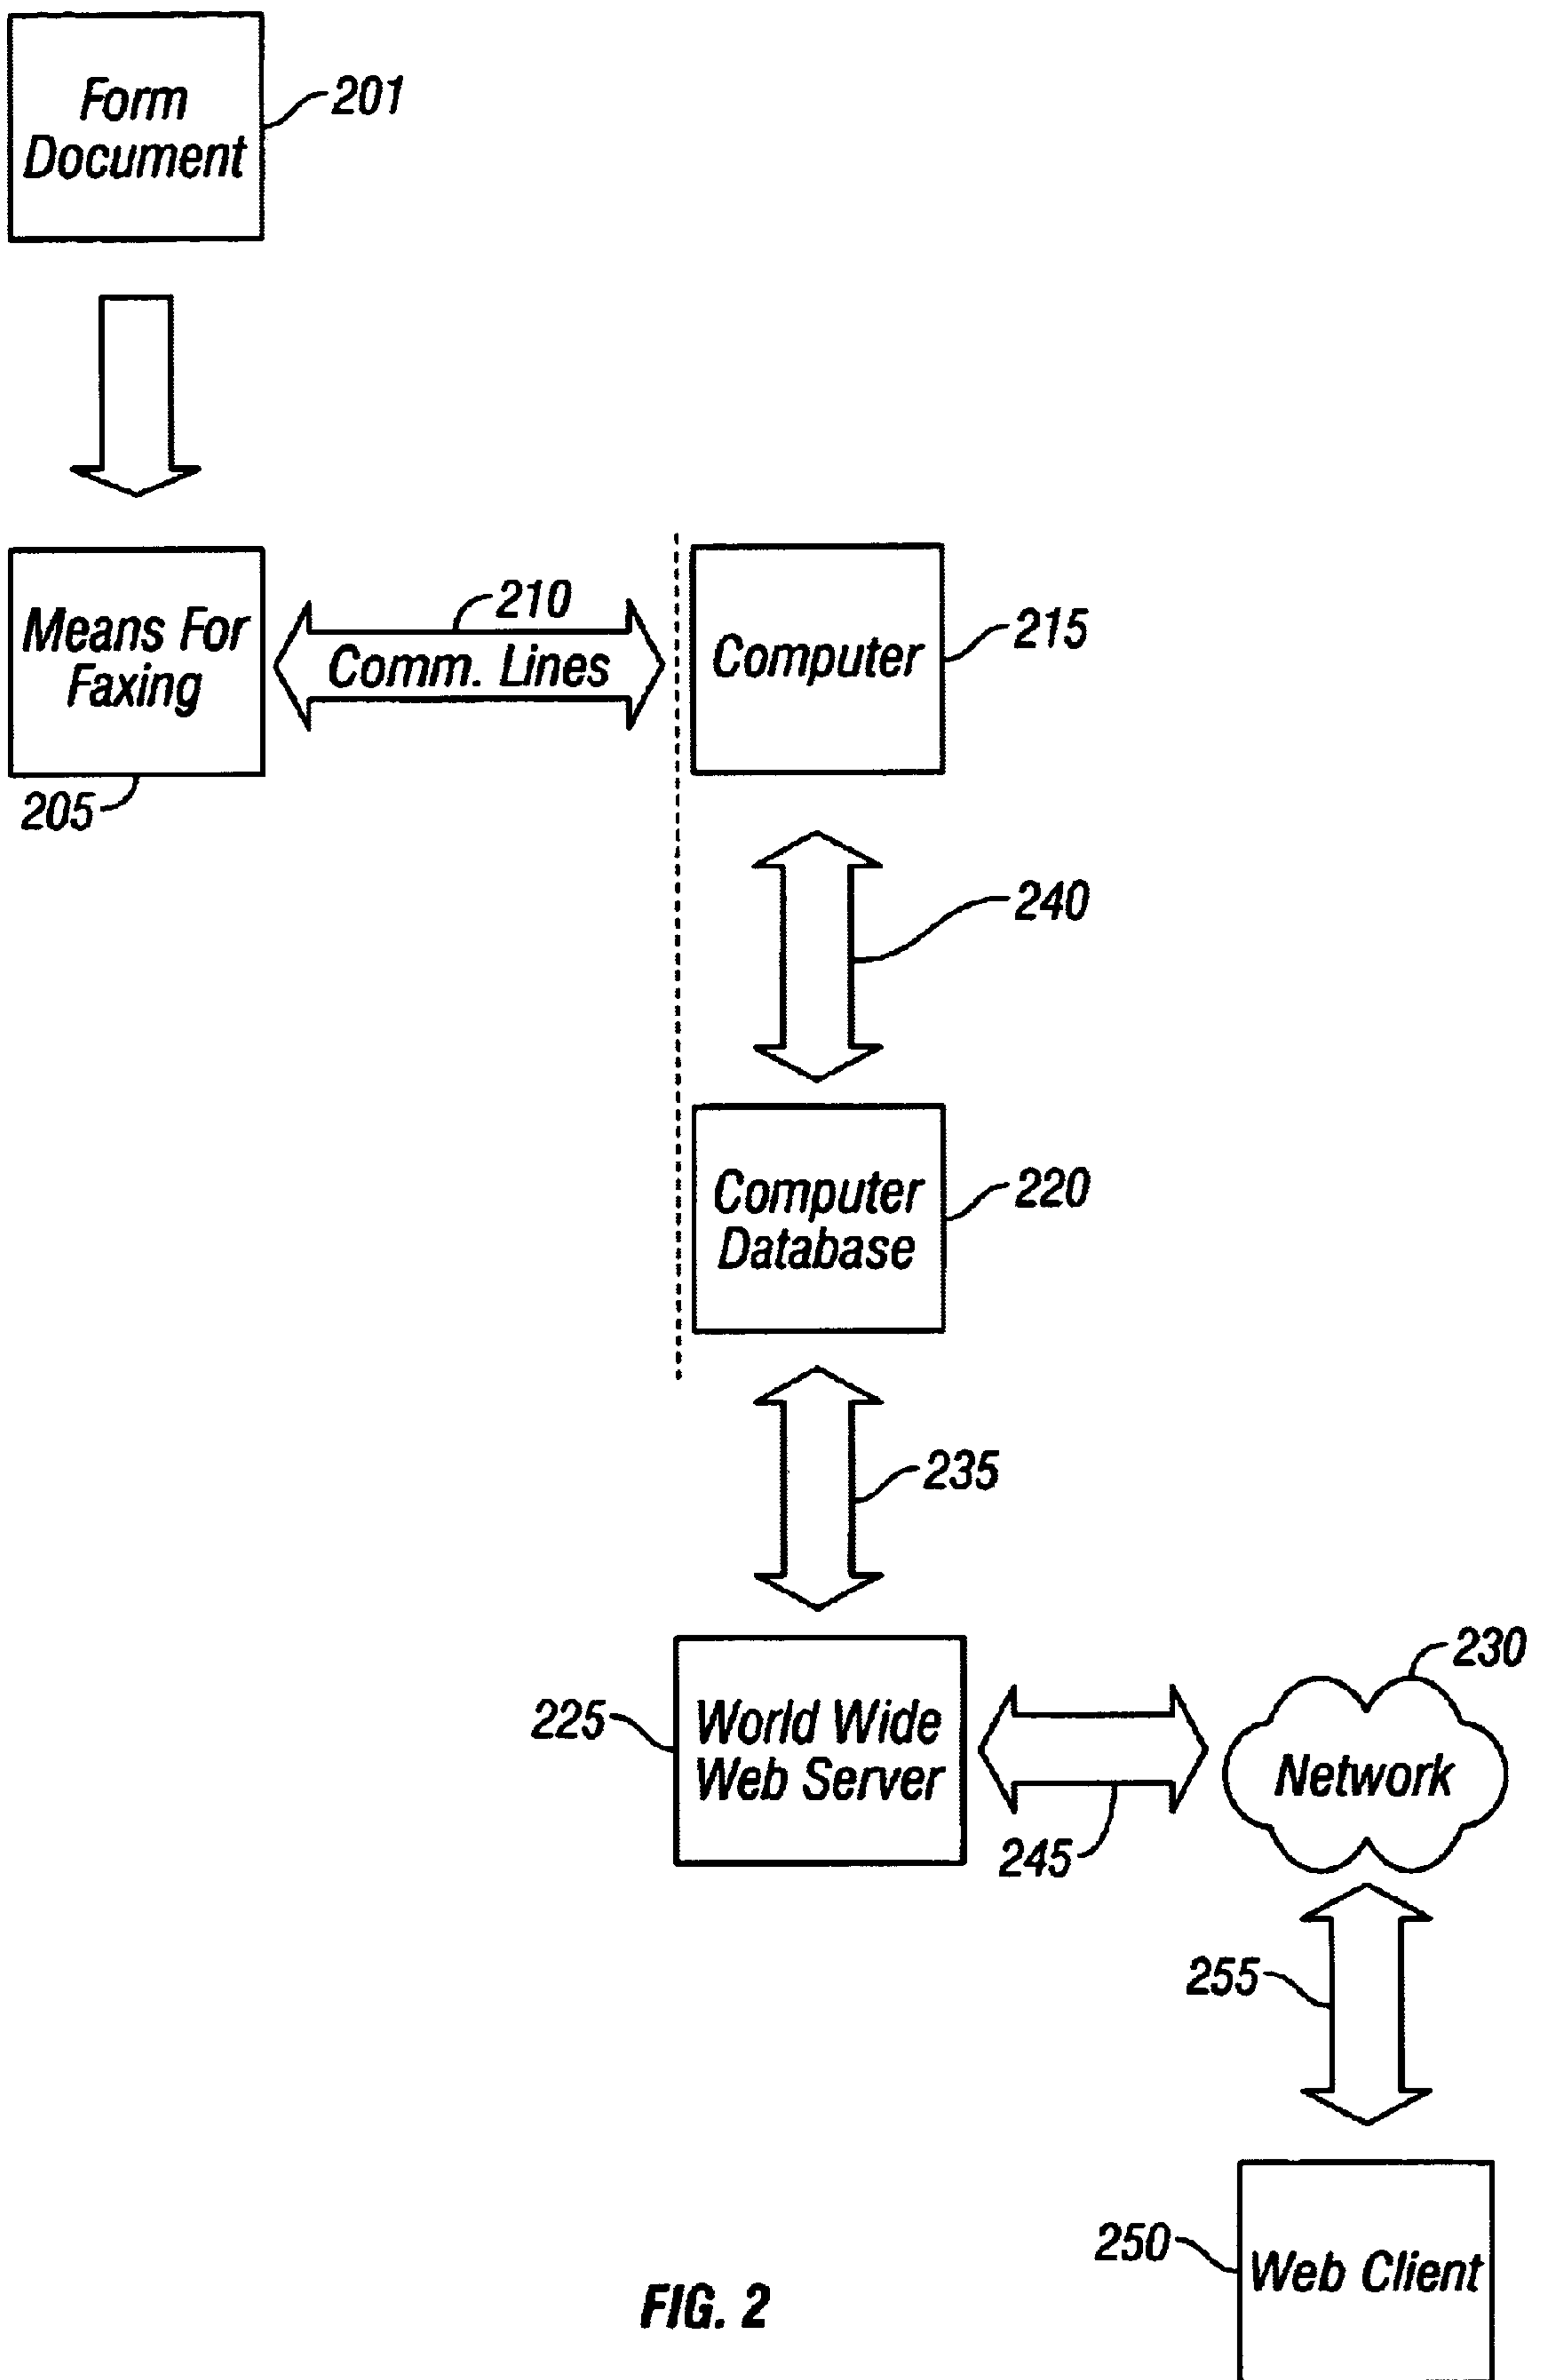 Form
Document
201
210
Means For
Faxing
Comm. Lines
Computer
215
205
240
Computer
Database
220
235
230
225
World Wide
Web Server
Network
245
255
250
Web Client
FIG. 2